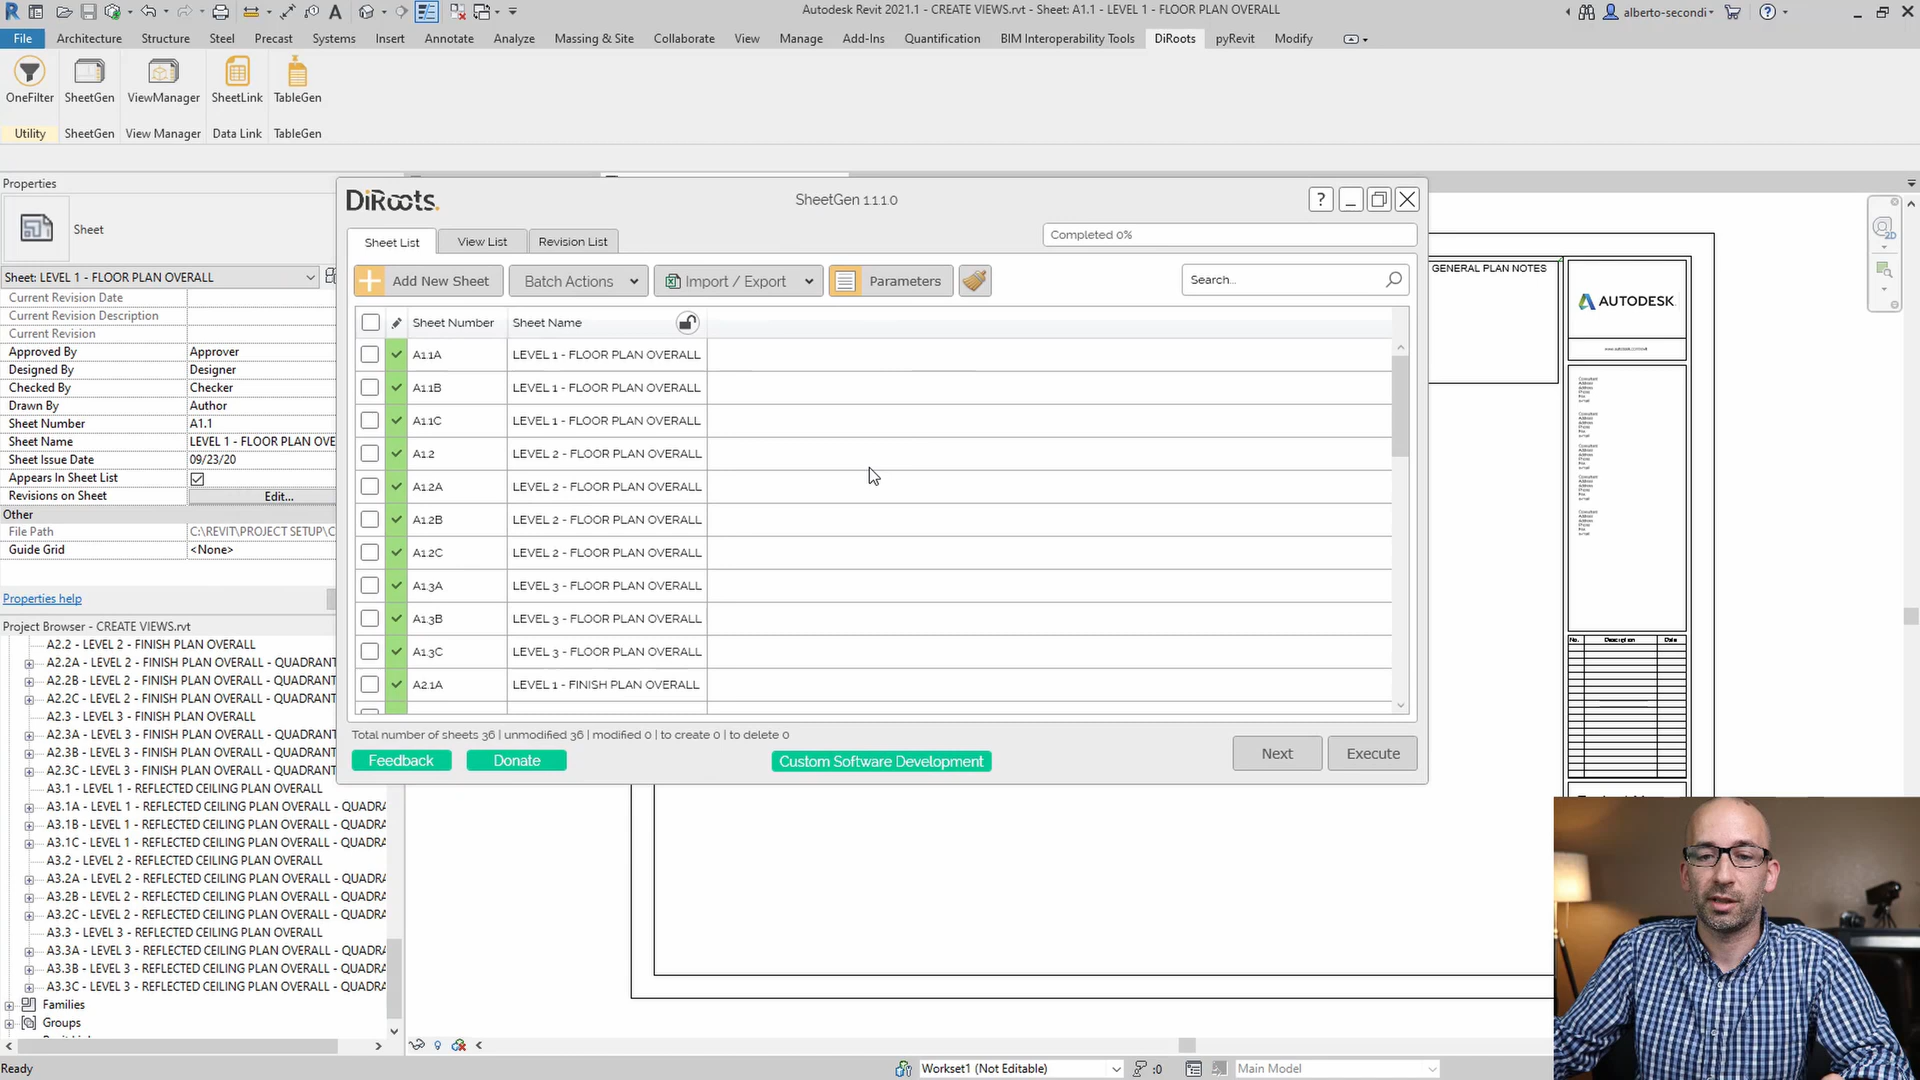 Autodesk Revit 2021.1 - CREATE VIEWS.rvt - Sheet: A1.1 - LEVEL 1 - FLOOR PLAN OVERALL
alberto-secondi
File Architecture Structure Steel Precast Systems Insert Annotate Analyze Massing & Site Collaborate View Manage Add-Ins Quantification BIM Interoperability Tools DiRoots pyRevit Modify
OneFilter SheetGen ViewManager SheetLink TableGen
Utility SheetGen View Manager Data Link TableGen
Properties
Sheet
Sheet: LEVEL 1 - FLOOR PLAN OVERALL
Current Revision Date
Current Revision Description
Current Revision
Approved By Approver
Designed By Designer
Checked By Checker
Drawn By Author
Sheet Number A1.1
Sheet Name LEVEL 1 - FLOOR PLAN OVE
Sheet Issue Date 09/23/20
Appears In Sheet List
Revisions on Sheet Edit...
Other
File Path C:\REVIT\PROJECT SETUP\C
Guide Grid <None>
Properties help
Project Browser - CREATE VIEWS.rvt
A2.2 - LEVEL 2 - FINISH PLAN OVERALL
A2.2A - LEVEL 2 - FINISH PLAN OVERALL - QUADRANT
A2.2B - LEVEL 2 - FINISH PLAN OVERALL - QUADRANT
A2.2C - LEVEL 2 - FINISH PLAN OVERALL - QUADRANT
A2.3 - LEVEL 3 - FINISH PLAN OVERALL
A2.3A - LEVEL 3 - FINISH PLAN OVERALL - QUADRANT
A2.3B - LEVEL 3 - FINISH PLAN OVERALL - QUADRANT
A2.3C - LEVEL 3 - FINISH PLAN OVERALL - QUADRANT
A3.1 - LEVEL 1 - REFLECTED CEILING PLAN OVERALL
A3.1A - LEVEL 1 - REFLECTED CEILING PLAN OVERALL - QUADRA
A3.1B - LEVEL 1 - REFLECTED CEILING PLAN OVERALL - QUADRA
A3.1C - LEVEL 1 - REFLECTED CEILING PLAN OVERALL - QUADRA
A3.2 - LEVEL 2 - REFLECTED CEILING PLAN OVERALL
A3.2A - LEVEL 2 - REFLECTED CEILING PLAN OVERALL - QUADRA
A3.2B - LEVEL 2 - REFLECTED CEILING PLAN OVERALL - QUADRA
A3.2C - LEVEL 2 - REFLECTED CEILING PLAN OVERALL - QUADRA
A3.3 - LEVEL 3 - REFLECTED CEILING PLAN OVERALL
A3.3A - LEVEL 3 - REFLECTED CEILING PLAN OVERALL - QUADRA
A3.3B - LEVEL 3 - REFLECTED CEILING PLAN OVERALL - QUADRA
A3.3C - LEVEL 3 - REFLECTED CEILING PLAN OVERALL - QUADRA
Families
Groups
DiRoots.
SheetGen 1.1.1.0
?
Sheet List View List Revision List
Completed 0%
Add New Sheet Batch Actions Import / Export Parameters Search...
Sheet Number Sheet Name
A1.1A LEVEL 1 - FLOOR PLAN OVERALL
A1.1B LEVEL 1 - FLOOR PLAN OVERALL
A1.1C LEVEL 1 - FLOOR PLAN OVERALL
A1.2 LEVEL 2 - FLOOR PLAN OVERALL
A1.2A LEVEL 2 - FLOOR PLAN OVERALL
A1.2B LEVEL 2 - FLOOR PLAN OVERALL
A1.2C LEVEL 2 - FLOOR PLAN OVERALL
A1.3A LEVEL 3 - FLOOR PLAN OVERALL
A1.3B LEVEL 3 - FLOOR PLAN OVERALL
A1.3C LEVEL 3 - FLOOR PLAN OVERALL
A2.1A LEVEL 1 - FINISH PLAN OVERALL
Total number of sheets 36 | unmodified 36 | modified 0 | to create 0 | to delete 0
Feedback Donate Custom Software Development Next Execute
GENERAL PLAN NOTES
AUTODESK.
No. Description Date
2D
Ready
Workset1 (Not Editable)
:0
Main Model